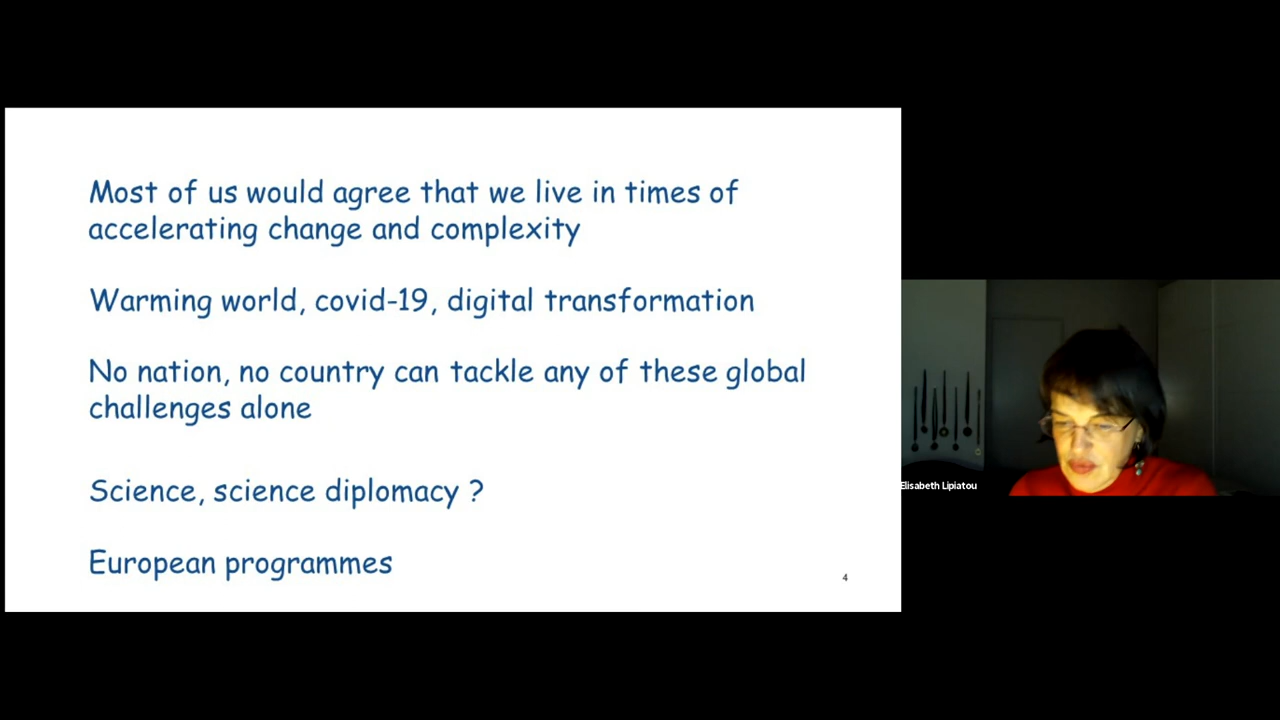 Most of us would agree that we live in times of
accelerating change and complexity
Warming world, covid-19, digital transformation
No nation, no country can tackle any of these global
challenges alone
Science, science diplomacy ?
European programmes
4
Elisabeth Lipiatou